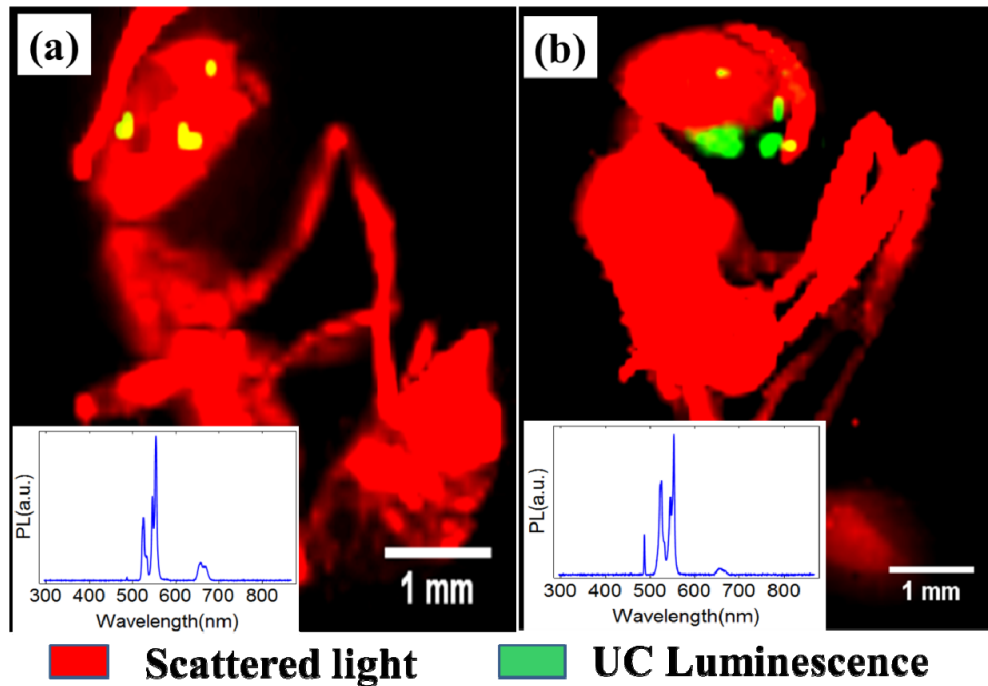 (a)
(b)
PL(a.u.)
300 400 500 600 700 800
Wavelength(nm)
1 mm
PL(a.u.)
300 400 500 600 700 800
Wavelength(nm)
1 mm
Scattered light
UC Luminescence